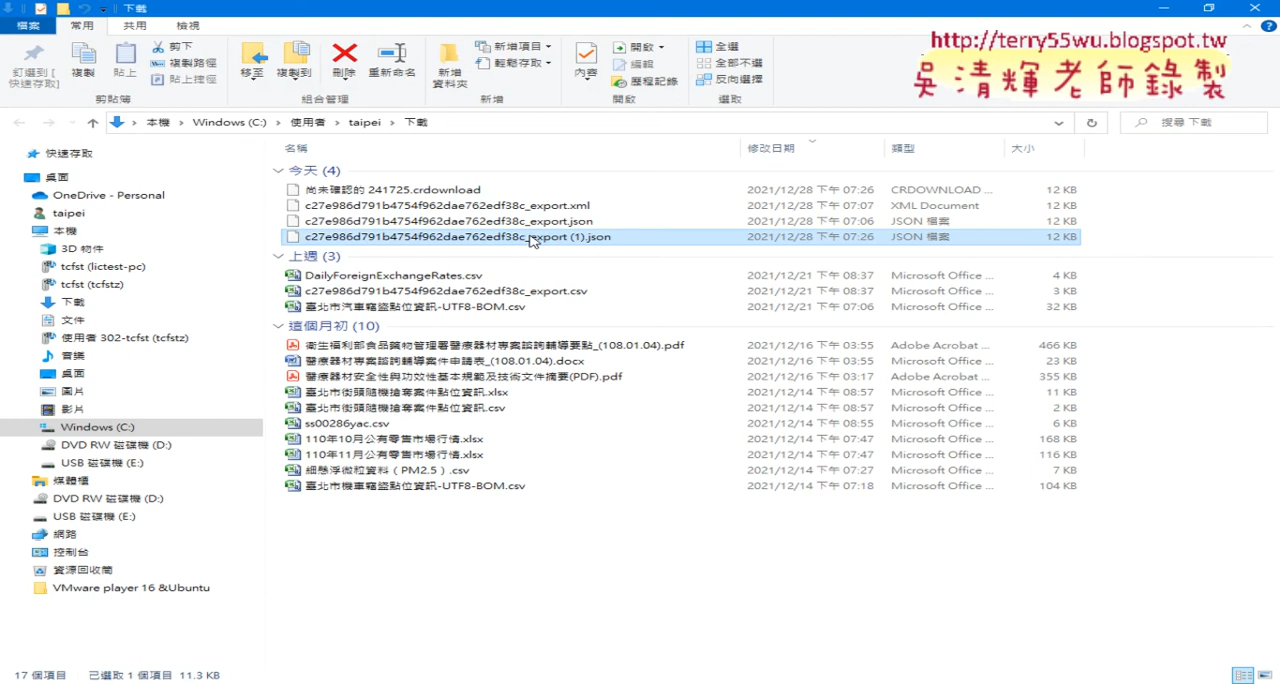 下載
檔案 常用 共用 檢視
釘選到 [快速存取]
複製
貼上
剪下
複製路徑
貼上捷徑
剪貼簿
移至
複製到
刪除
重新命名
組合管理
新增資料夾
新增項目
輕鬆存取
新增
內容
開啟
編輯
歷程記錄
開啟
全選
全部不選
反向選擇
選取
http://terry55wu.blogspot.tw
吳清輝老師錄製
本機 › Windows (C:) › 使用者 › taipei › 下載
搜尋 下載
快速存取
桌面
OneDrive - Personal
taipei
本機
3D 物件
tcfst (lictest-pc)
tcfst (tcfstz)
下載
文件
使用者 302-tcfst (tcfstz)
音樂
桌面
圖片
影片
Windows (C:)
DVD RW 磁碟機 (D:)
USB 磁碟機 (E:)
媒體櫃
DVD RW 磁碟機 (D:)
USB 磁碟機 (E:)
網路
控制台
資源回收筒
VMware player 16 &Ubuntu
名稱 修改日期 類型 大小
今天 (4)
尚未確認的 241725.crdownload 2021/12/28 下午 07:26 CRDOWNLOAD ... 12 KB
c27e986d791b4754f962dae762edf38c_export.xml 2021/12/28 下午 07:07 XML Document 12 KB
c27e986d791b4754f962dae762edf38c_export.json 2021/12/28 下午 07:06 JSON 檔案 12 KB
c27e986d791b4754f962dae762edf38c_export (1).json 2021/12/28 下午 07:26 JSON 檔案 12 KB
上週 (3)
DailyForeignExchangeRates.csv 2021/12/21 下午 08:37 Microsoft Office ... 4 KB
c27e986d791b4754f962dae762edf38c_export.csv 2021/12/21 下午 08:37 Microsoft Office ... 3 KB
臺北市汽車竊盜點位資訊-UTF8-BOM.csv 2021/12/21 下午 07:06 Microsoft Office ... 32 KB
這個月初 (10)
衛生福利部食品藥物管理署醫療器材專案諮詢輔導要點_(108.01.04).pdf 2021/12/16 下午 03:55 Adobe Acrobat ... 466 KB
醫療器材專案諮詢輔導案件申請表_(108.01.04).docx 2021/12/16 下午 03:55 Microsoft Office ... 23 KB
醫療器材安全性與功效性基本規範及技術文件摘要(PDF).pdf 2021/12/16 下午 03:17 Adobe Acrobat ... 355 KB
臺北市街頭隨機搶奪案件點位資訊.xlsx 2021/12/14 下午 08:57 Microsoft Office ... 11 KB
臺北市街頭隨機搶奪案件點位資訊.csv 2021/12/14 下午 08:57 Microsoft Office ... 2 KB
ss00286yac.csv 2021/12/14 下午 08:55 Microsoft Office ... 6 KB
110年10月公有零售市場行情.xlsx 2021/12/14 下午 07:47 Microsoft Office ... 168 KB
110年11月公有零售市場行情.xlsx 2021/12/14 下午 07:47 Microsoft Office ... 116 KB
細懸浮微粒資料（PM2.5）.csv 2021/12/14 下午 07:27 Microsoft Office ... 7 KB
臺北市機車竊盜點位資訊-UTF8-BOM.csv 2021/12/14 下午 07:18 Microsoft Office ... 104 KB
17 個項目 已選取 1 個項目 11.3 KB